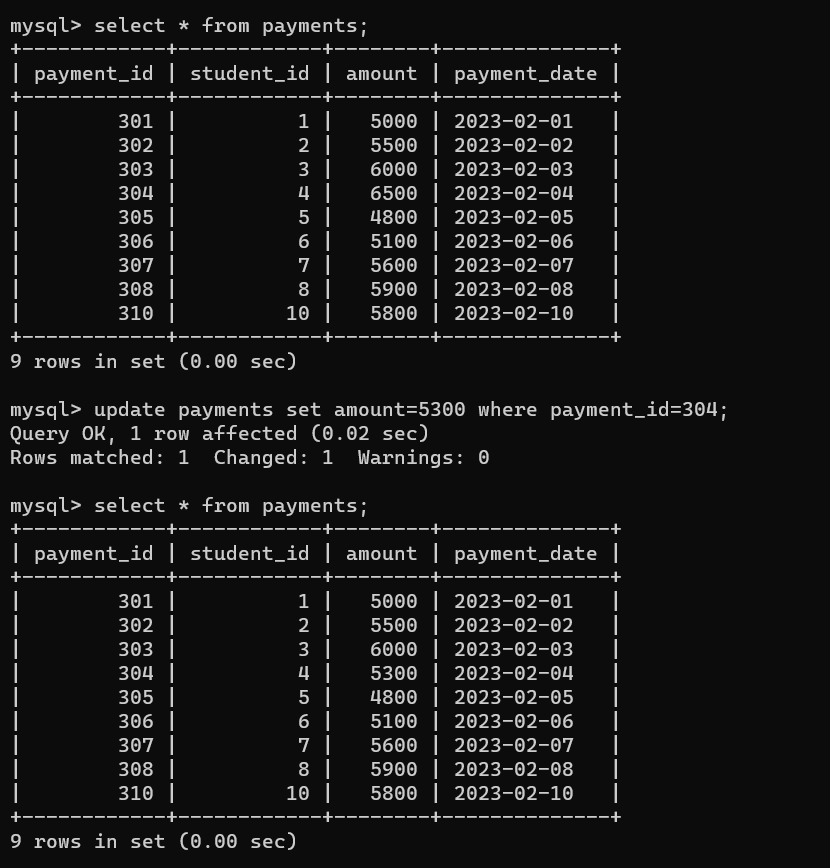 mysql> select * from payments;
+------------+------------+--------+--------------+
| payment_id | student_id | amount | payment_date |
+------------+------------+--------+--------------+
|        301 |          1 |   5000 | 2023-02-01   |
|        302 |          2 |   5500 | 2023-02-02   |
|        303 |          3 |   6000 | 2023-02-03   |
|        304 |          4 |   6500 | 2023-02-04   |
|        305 |          5 |   4800 | 2023-02-05   |
|        306 |          6 |   5100 | 2023-02-06   |
|        307 |          7 |   5600 | 2023-02-07   |
|        308 |          8 |   5900 | 2023-02-08   |
|        310 |         10 |   5800 | 2023-02-10   |
+------------+------------+--------+--------------+
9 rows in set (0.00 sec)

mysql> update payments set amount=5300 where payment_id=304;
Query OK, 1 row affected (0.02 sec)
Rows matched: 1  Changed: 1  Warnings: 0

mysql> select * from payments;
+------------+------------+--------+--------------+
| payment_id | student_id | amount | payment_date |
+------------+------------+--------+--------------+
|        301 |          1 |   5000 | 2023-02-01   |
|        302 |          2 |   5500 | 2023-02-02   |
|        303 |          3 |   6000 | 2023-02-03   |
|        304 |          4 |   5300 | 2023-02-04   |
|        305 |          5 |   4800 | 2023-02-05   |
|        306 |          6 |   5100 | 2023-02-06   |
|        307 |          7 |   5600 | 2023-02-07   |
|        308 |          8 |   5900 | 2023-02-08   |
|        310 |         10 |   5800 | 2023-02-10   |
+------------+------------+--------+--------------+
9 rows in set (0.00 sec)